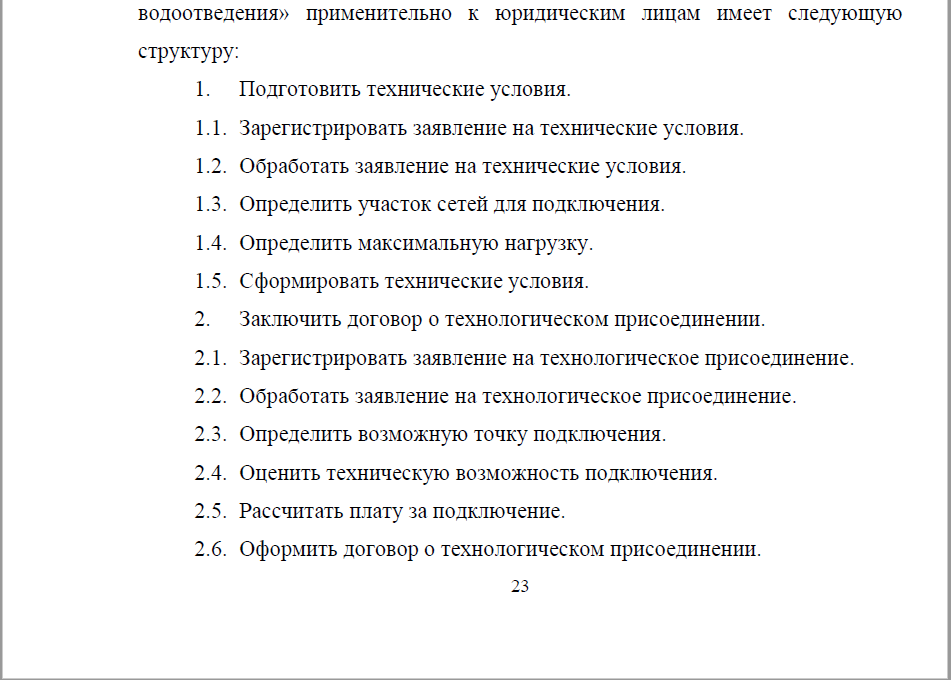 водоотведения» применительно к юридическим лицам имеет следующую
структуру:
1. Подготовить технические условия.
1.1. Зарегистрировать заявление на технические условия.
1.2. Обработать заявление на технические условия.
1.3. Определить участок сетей для подключения.
1.4. Определить максимальную нагрузку.
1.5. Сформировать технические условия.
2. Заключить договор о технологическом присоединении.
2.1. Зарегистрировать заявление на технологическое присоединение.
2.2. Обработать заявление на технологическое присоединение.
2.3. Определить возможную точку подключения.
2.4. Оценить техническую возможность подключения.
2.5. Рассчитать плату за подключение.
2.6. Оформить договор о технологическом присоединении.
23